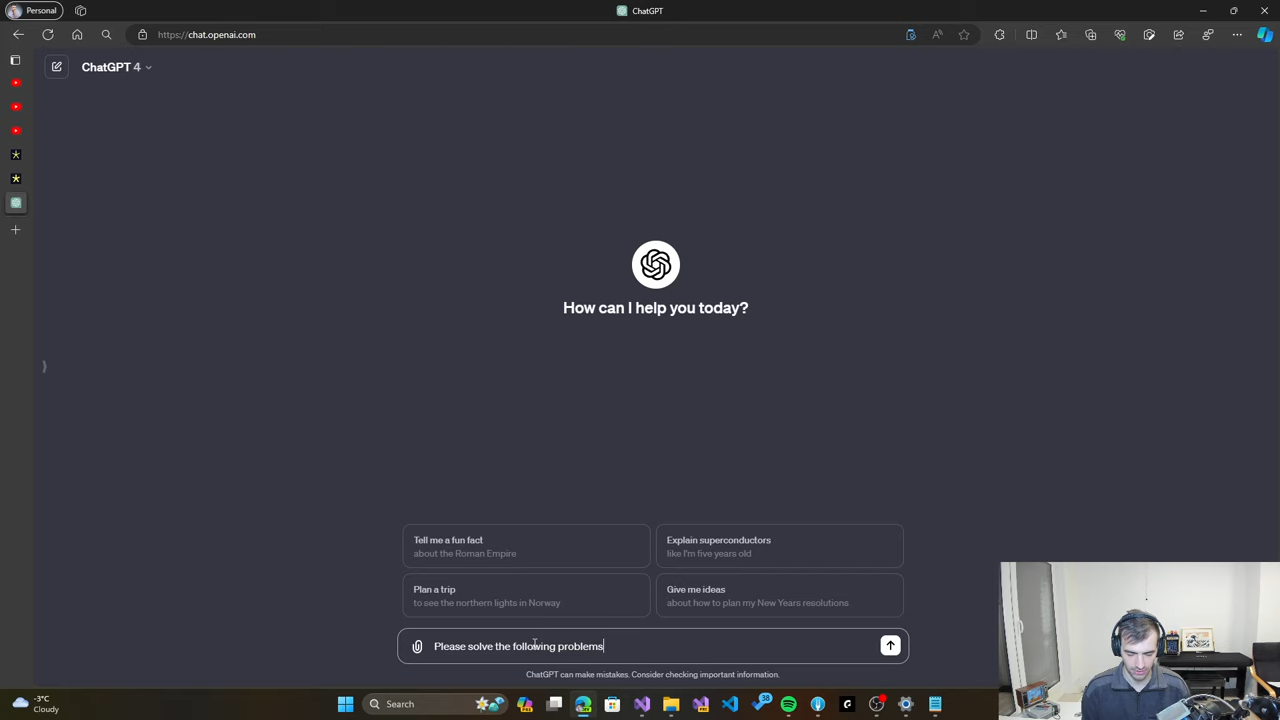 Personal
ChatGPT
https://chat.openai.com
ChatGPT 4
How can I help you today?
Tell me a fun fact
about the Roman Empire
Explain superconductors
like I'm five years old
Plan a trip
to see the northern lights in Norway
Give me ideas
about how to plan my New Years resolutions
Please solve the following problems
ChatGPT can make mistakes. Consider checking important information.
-3°C
Cloudy
Search
PRE
PRE
38